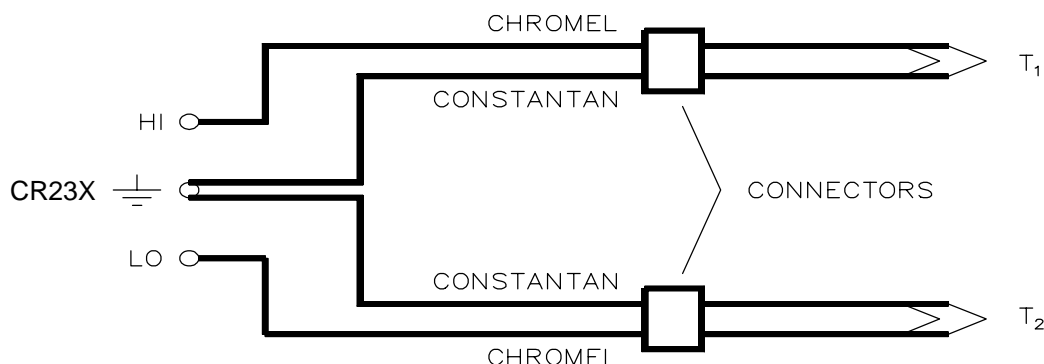 CHROMEL
T₁
CONSTANTAN
HI
CR23X
CONNECTORS
LO
CONSTANTAN
T₂
CHROMEL